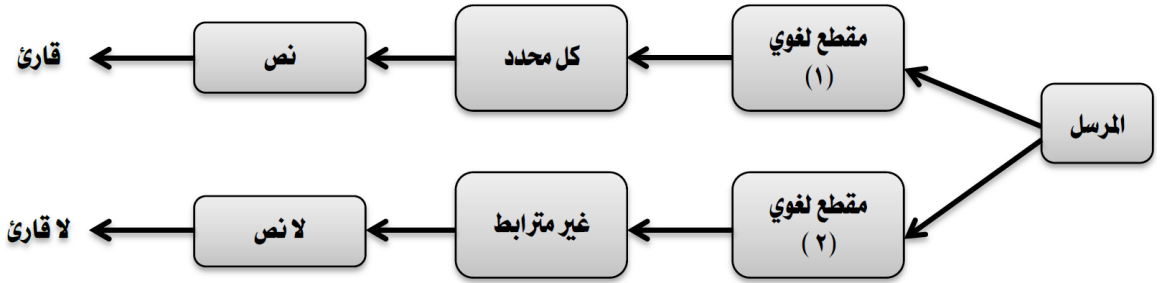 المرسل
مقطع لغوي
(١)
كل محدد
نص
قارئ
مقطع لغوي
(٢)
غير مترابط
لا نص
لا قارئ